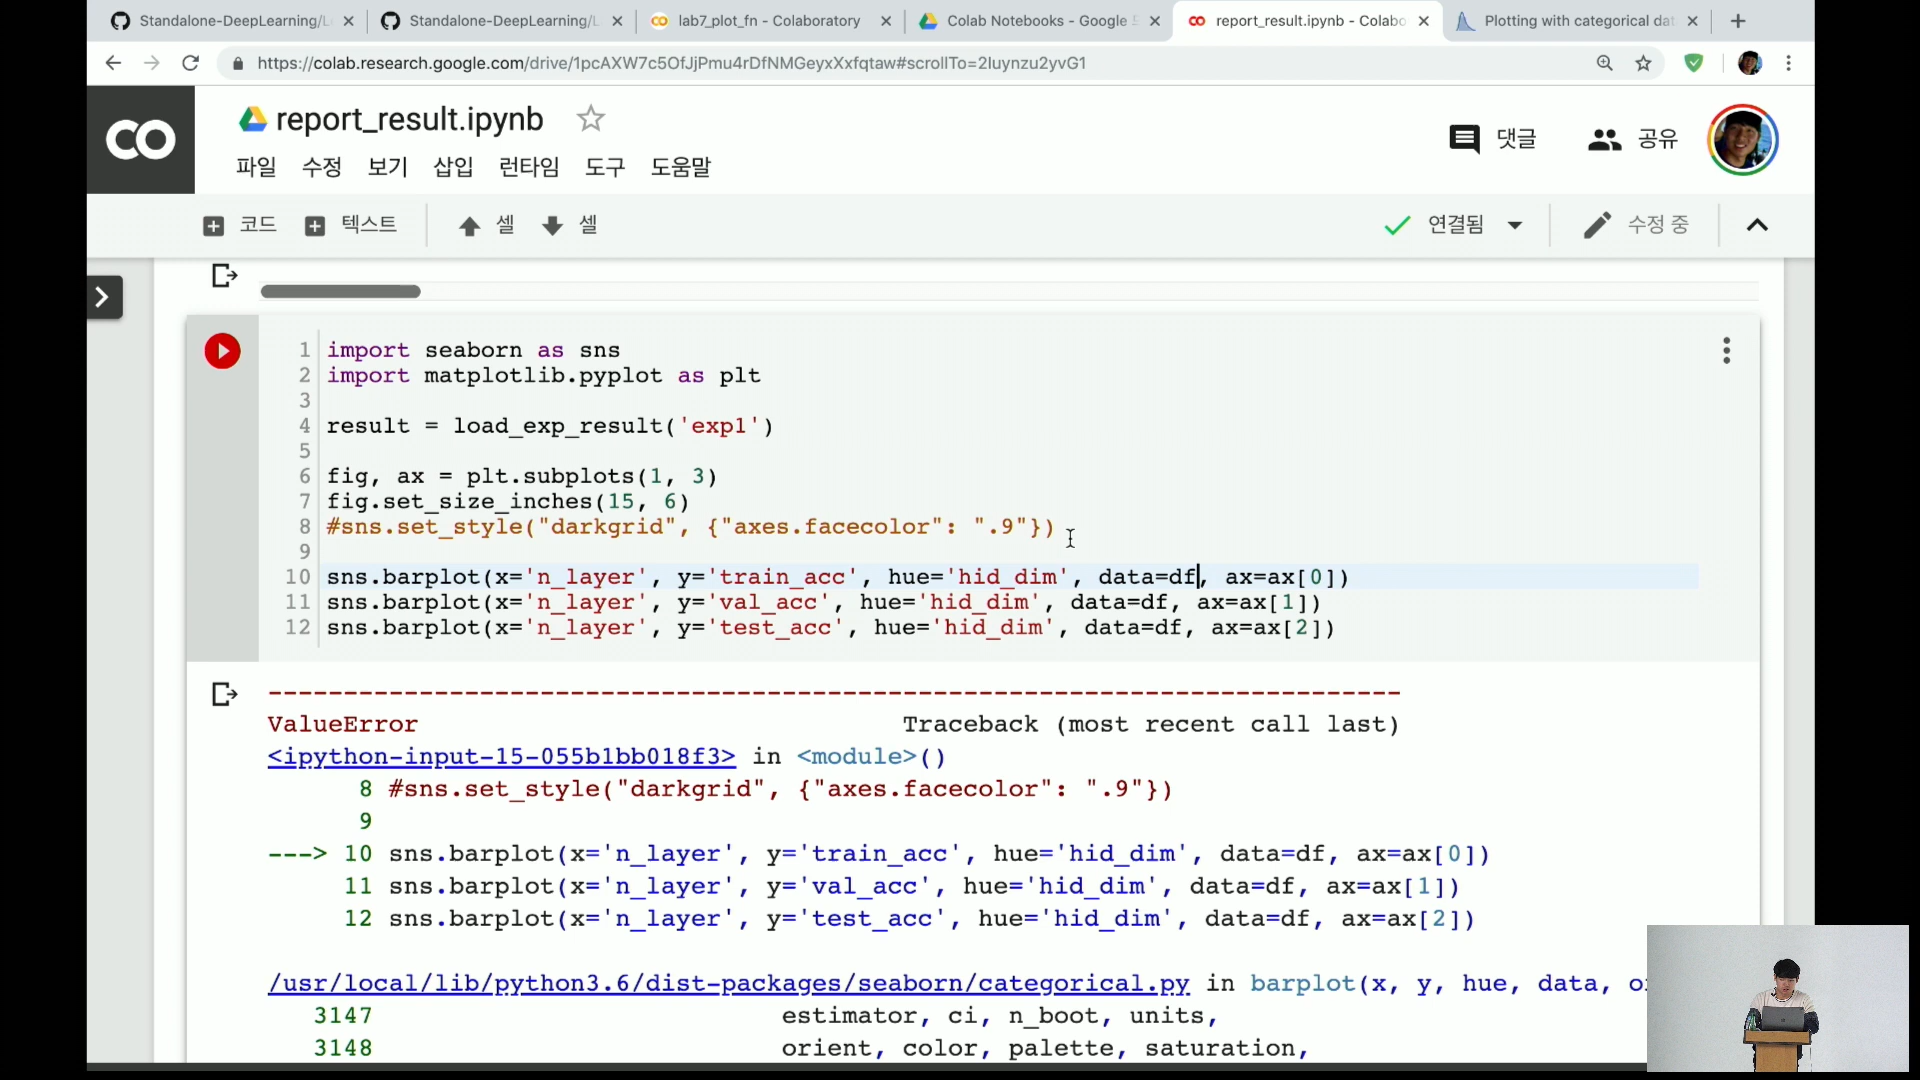 Standalone-DeepLearning/L
Standalone-DeepLearning/L
lab7_plot_fn - Colaboratory
Colab Notebooks - Google
report_result.ipynb - Colabo
Plotting with categorical dat
https://colab.research.google.com/drive/1pcAXW7c5OfJjPmu4rDfNMGeyxXxfqtaw#scrollTo=2Iuynzu2yvG1
CO
report_result.ipynb
댓글
공유
파일 수정 보기 삽입 런타임 도구 도움말
코드 텍스트 셀 셀
연결됨
수정 중
1 import seaborn as sns
2 import matplotlib.pyplot as plt
3
4 result = load_exp_result('exp1')
5
6 fig, ax = plt.subplots(1, 3)
7 fig.set_size_inches(15, 6)
8 #sns.set_style("darkgrid", {"axes.facecolor": ".9"})
9
10 sns.barplot(x='n_layer', y='train_acc', hue='hid_dim', data=df, ax=ax[0])
11 sns.barplot(x='n_layer', y='val_acc', hue='hid_dim', data=df, ax=ax[1])
12 sns.barplot(x='n_layer', y='test_acc', hue='hid_dim', data=df, ax=ax[2])
---------------------------------------------------------------------------
ValueError Traceback (most recent call last)
<ipython-input-15-055b1bb018f3> in <module>()
8 #sns.set_style("darkgrid", {"axes.facecolor": ".9"})
9
---> 10 sns.barplot(x='n_layer', y='train_acc', hue='hid_dim', data=df, ax=ax[0])
11 sns.barplot(x='n_layer', y='val_acc', hue='hid_dim', data=df, ax=ax[1])
12 sns.barplot(x='n_layer', y='test_acc', hue='hid_dim', data=df, ax=ax[2])
/usr/local/lib/python3.6/dist-packages/seaborn/categorical.py in barplot(x, y, hue, data, o
3147 estimator, ci, n_boot, units,
3148 orient, color, palette, saturation,